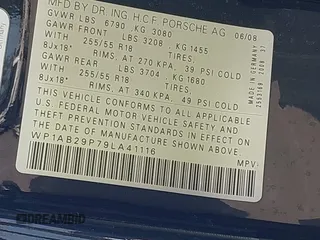 MFD BY DR.ING.H.C.F. PORSCHE AG 06/08
GVWR LBS 6790 , KG 3080
GAWR FRONT LBS 3208 , KG 1455
8Jx18" , 255/55 R18
AT RIMS , AT 270 KPA, 39 PSI COLD
GAWR REAR LBS 3704 , KG 1680
8Jx18" , 255/55 R18
AT RIMS , AT 340 KPA, 49 PSI COLD
THIS VEHICLE CONFORMS TO ALL APPLICABLE
U.S. FEDERAL MOTOR VEHICLE SAFETY AND
THEFT PREVENTION STANDARDS IN EFFECT ON
THE DATE OF MANUFACTURE SHOWN ABOVE.
WP1AB29P79LA41116 MPV
MADE IN GERMANY
DREAMBID